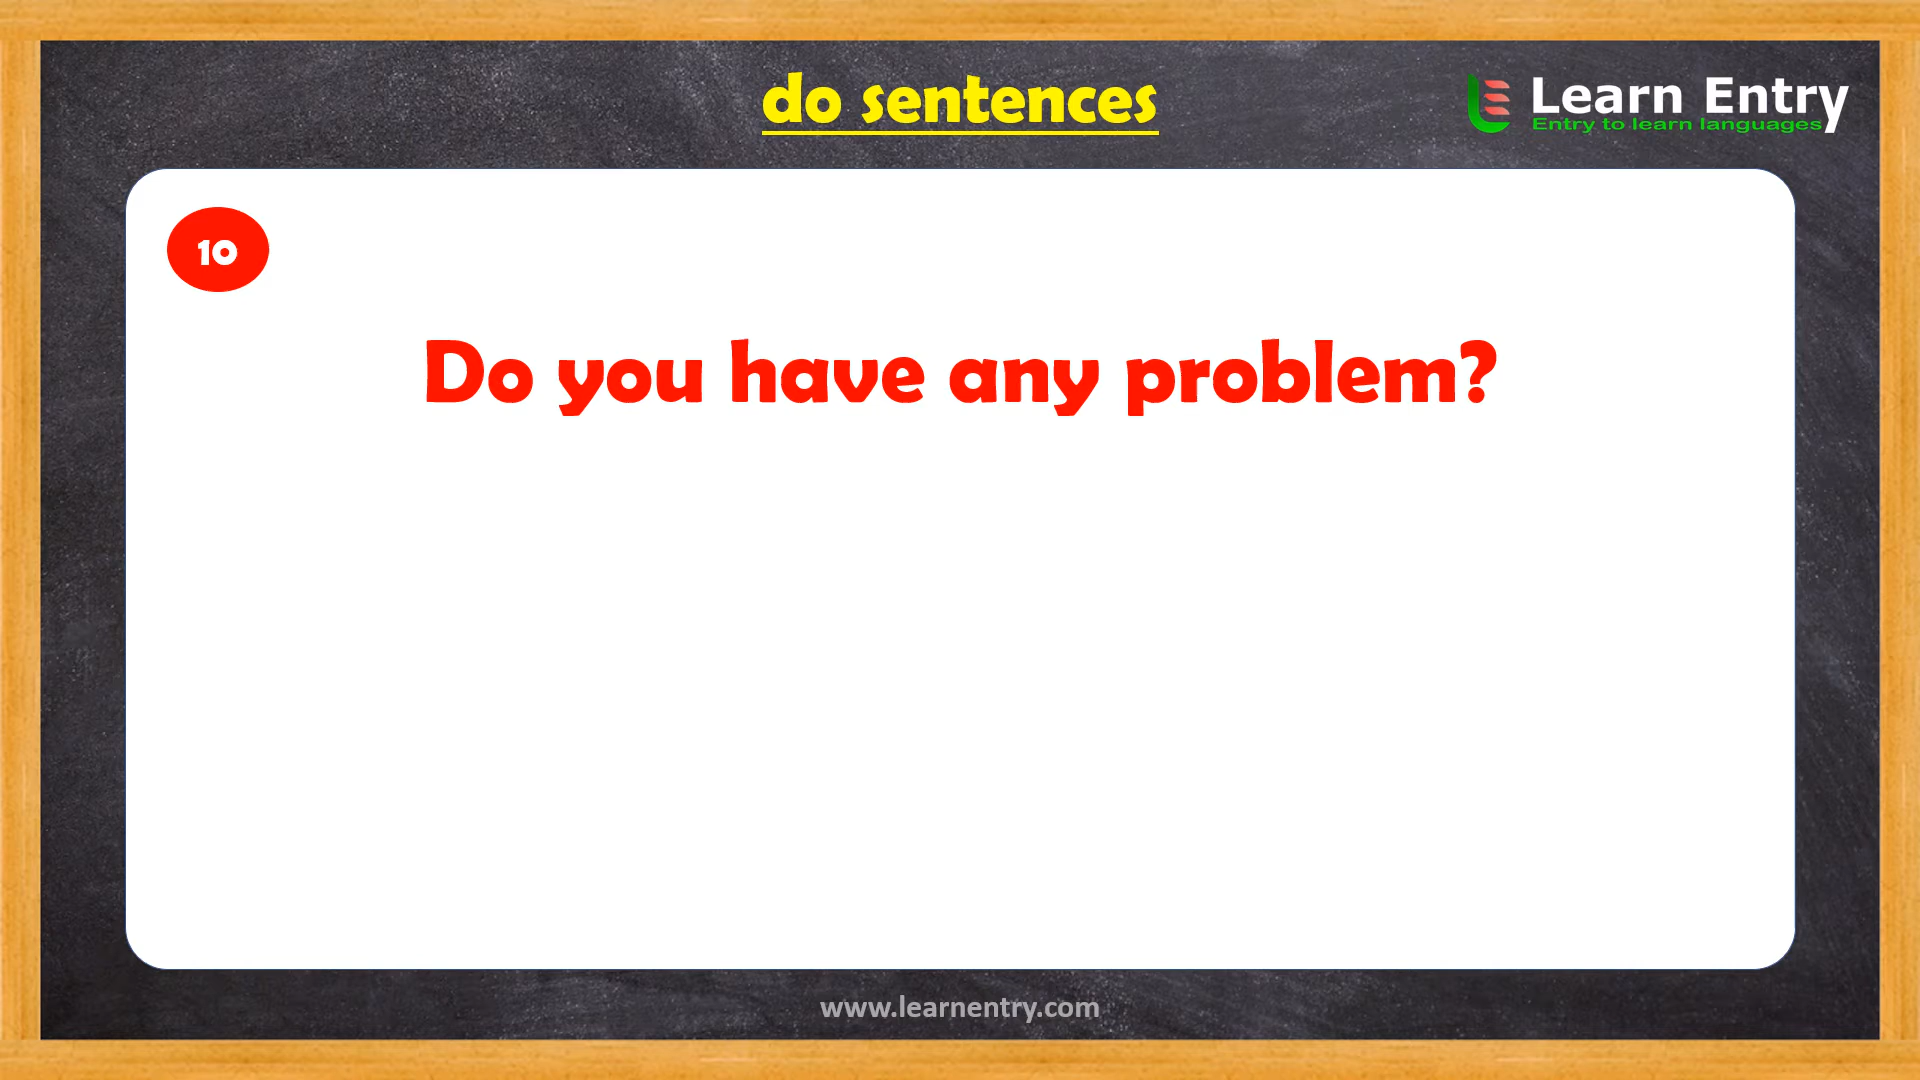 do sentences
Learn Entry
Entry to learn languages
10
Do you have any problem?
www.learnentry.com